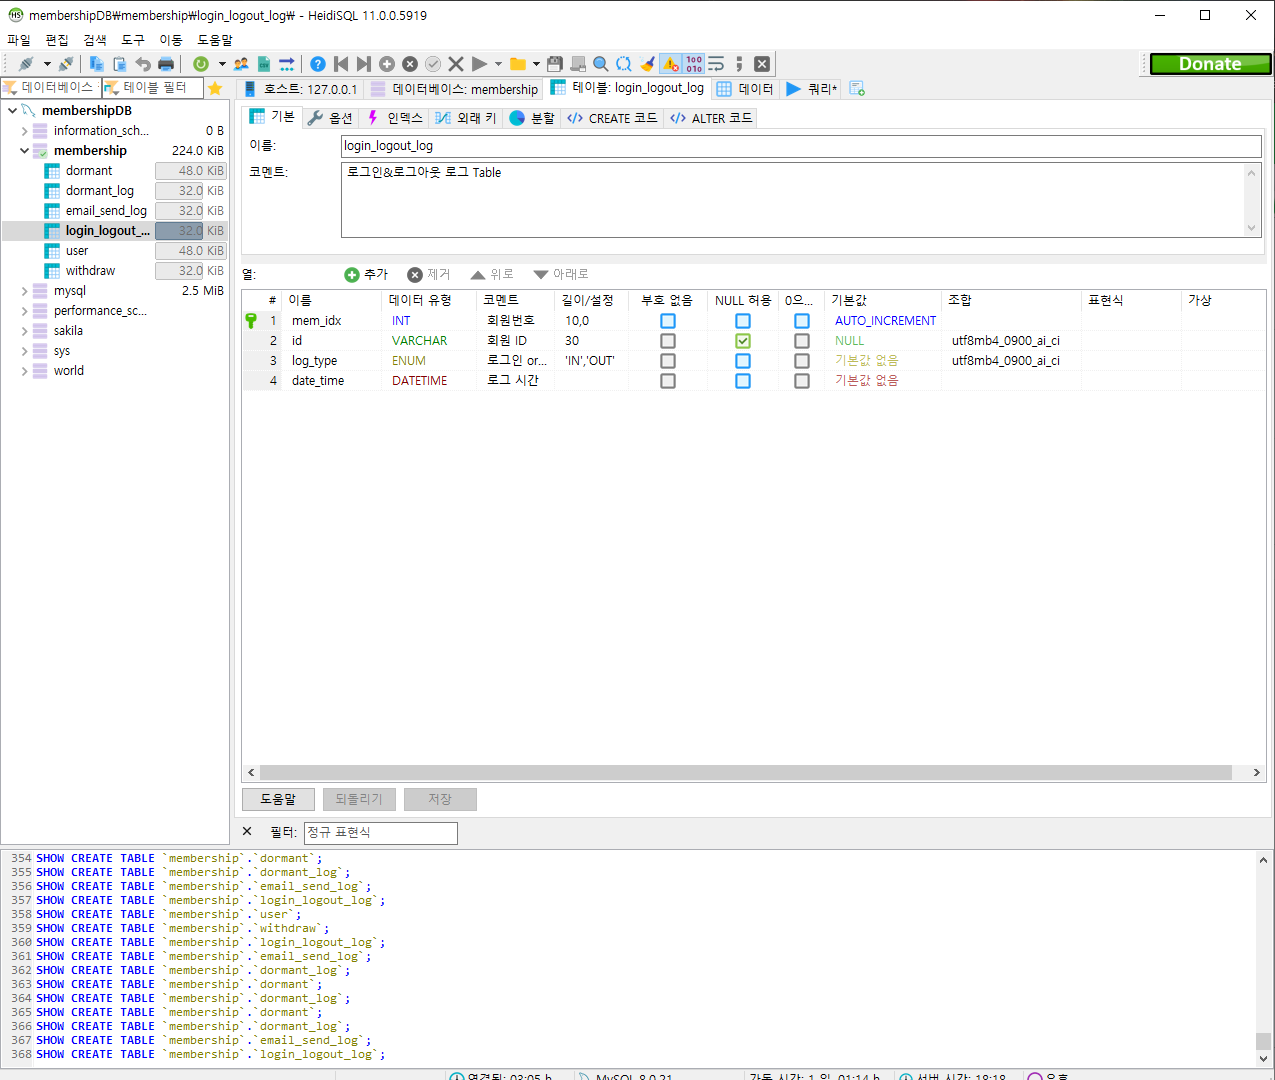 membershipDB\membership\login_logout_log\ - HeidiSQL 11.0.0.5919
파일 편집 검색 도구 이동 도움말
Donate
데이터베이스 테이블 필터
호스트: 127.0.0.1 데이터베이스: membership 테이블: login_logout_log 데이터 쿼리*
membershipDB
information_sch... 0 B
membership 224.0 KiB
dormant 48.0 KiB
dormant_log 32.0 KiB
email_send_log 32.0 KiB
login_logout_... 32.0 KiB
user 48.0 KiB
withdraw 32.0 KiB
mysql 2.5 MiB
performance_sc...
sakila
sys
world
기본 옵션 인덱스 외래 키 분할 CREATE 코드 ALTER 코드
이름: login_logout_log
코멘트: 로그인&로그아웃 로그 Table
열: 추가 제거 위로 아래로
# 이름 데이터 유형 코멘트 길이/설정 부호 없음 NULL 허용 0으... 기본값 조합 표현식 가상
1 mem_idx INT 회원번호 10,0 AUTO_INCREMENT
2 id VARCHAR 회원 ID 30 NULL utf8mb4_0900_ai_ci
3 log_type ENUM 로그인 or... 'IN','OUT' 기본값 없음 utf8mb4_0900_ai_ci
4 date_time DATETIME 로그 시간 기본값 없음
도움말 되돌리기 저장
필터: 정규 표현식
354 SHOW CREATE TABLE `membership`.`dormant`;
355 SHOW CREATE TABLE `membership`.`dormant_log`;
356 SHOW CREATE TABLE `membership`.`email_send_log`;
357 SHOW CREATE TABLE `membership`.`login_logout_log`;
358 SHOW CREATE TABLE `membership`.`user`;
359 SHOW CREATE TABLE `membership`.`withdraw`;
360 SHOW CREATE TABLE `membership`.`login_logout_log`;
361 SHOW CREATE TABLE `membership`.`email_send_log`;
362 SHOW CREATE TABLE `membership`.`dormant_log`;
363 SHOW CREATE TABLE `membership`.`dormant`;
364 SHOW CREATE TABLE `membership`.`dormant_log`;
365 SHOW CREATE TABLE `membership`.`dormant`;
366 SHOW CREATE TABLE `membership`.`dormant_log`;
367 SHOW CREATE TABLE `membership`.`email_send_log`;
368 SHOW CREATE TABLE `membership`.`login_logout_log`;
연결됨: 03:05 h MySQL 8.0.21 가동 시간: 1 일, 01:14 h 서버 시간: 18:18 유휴